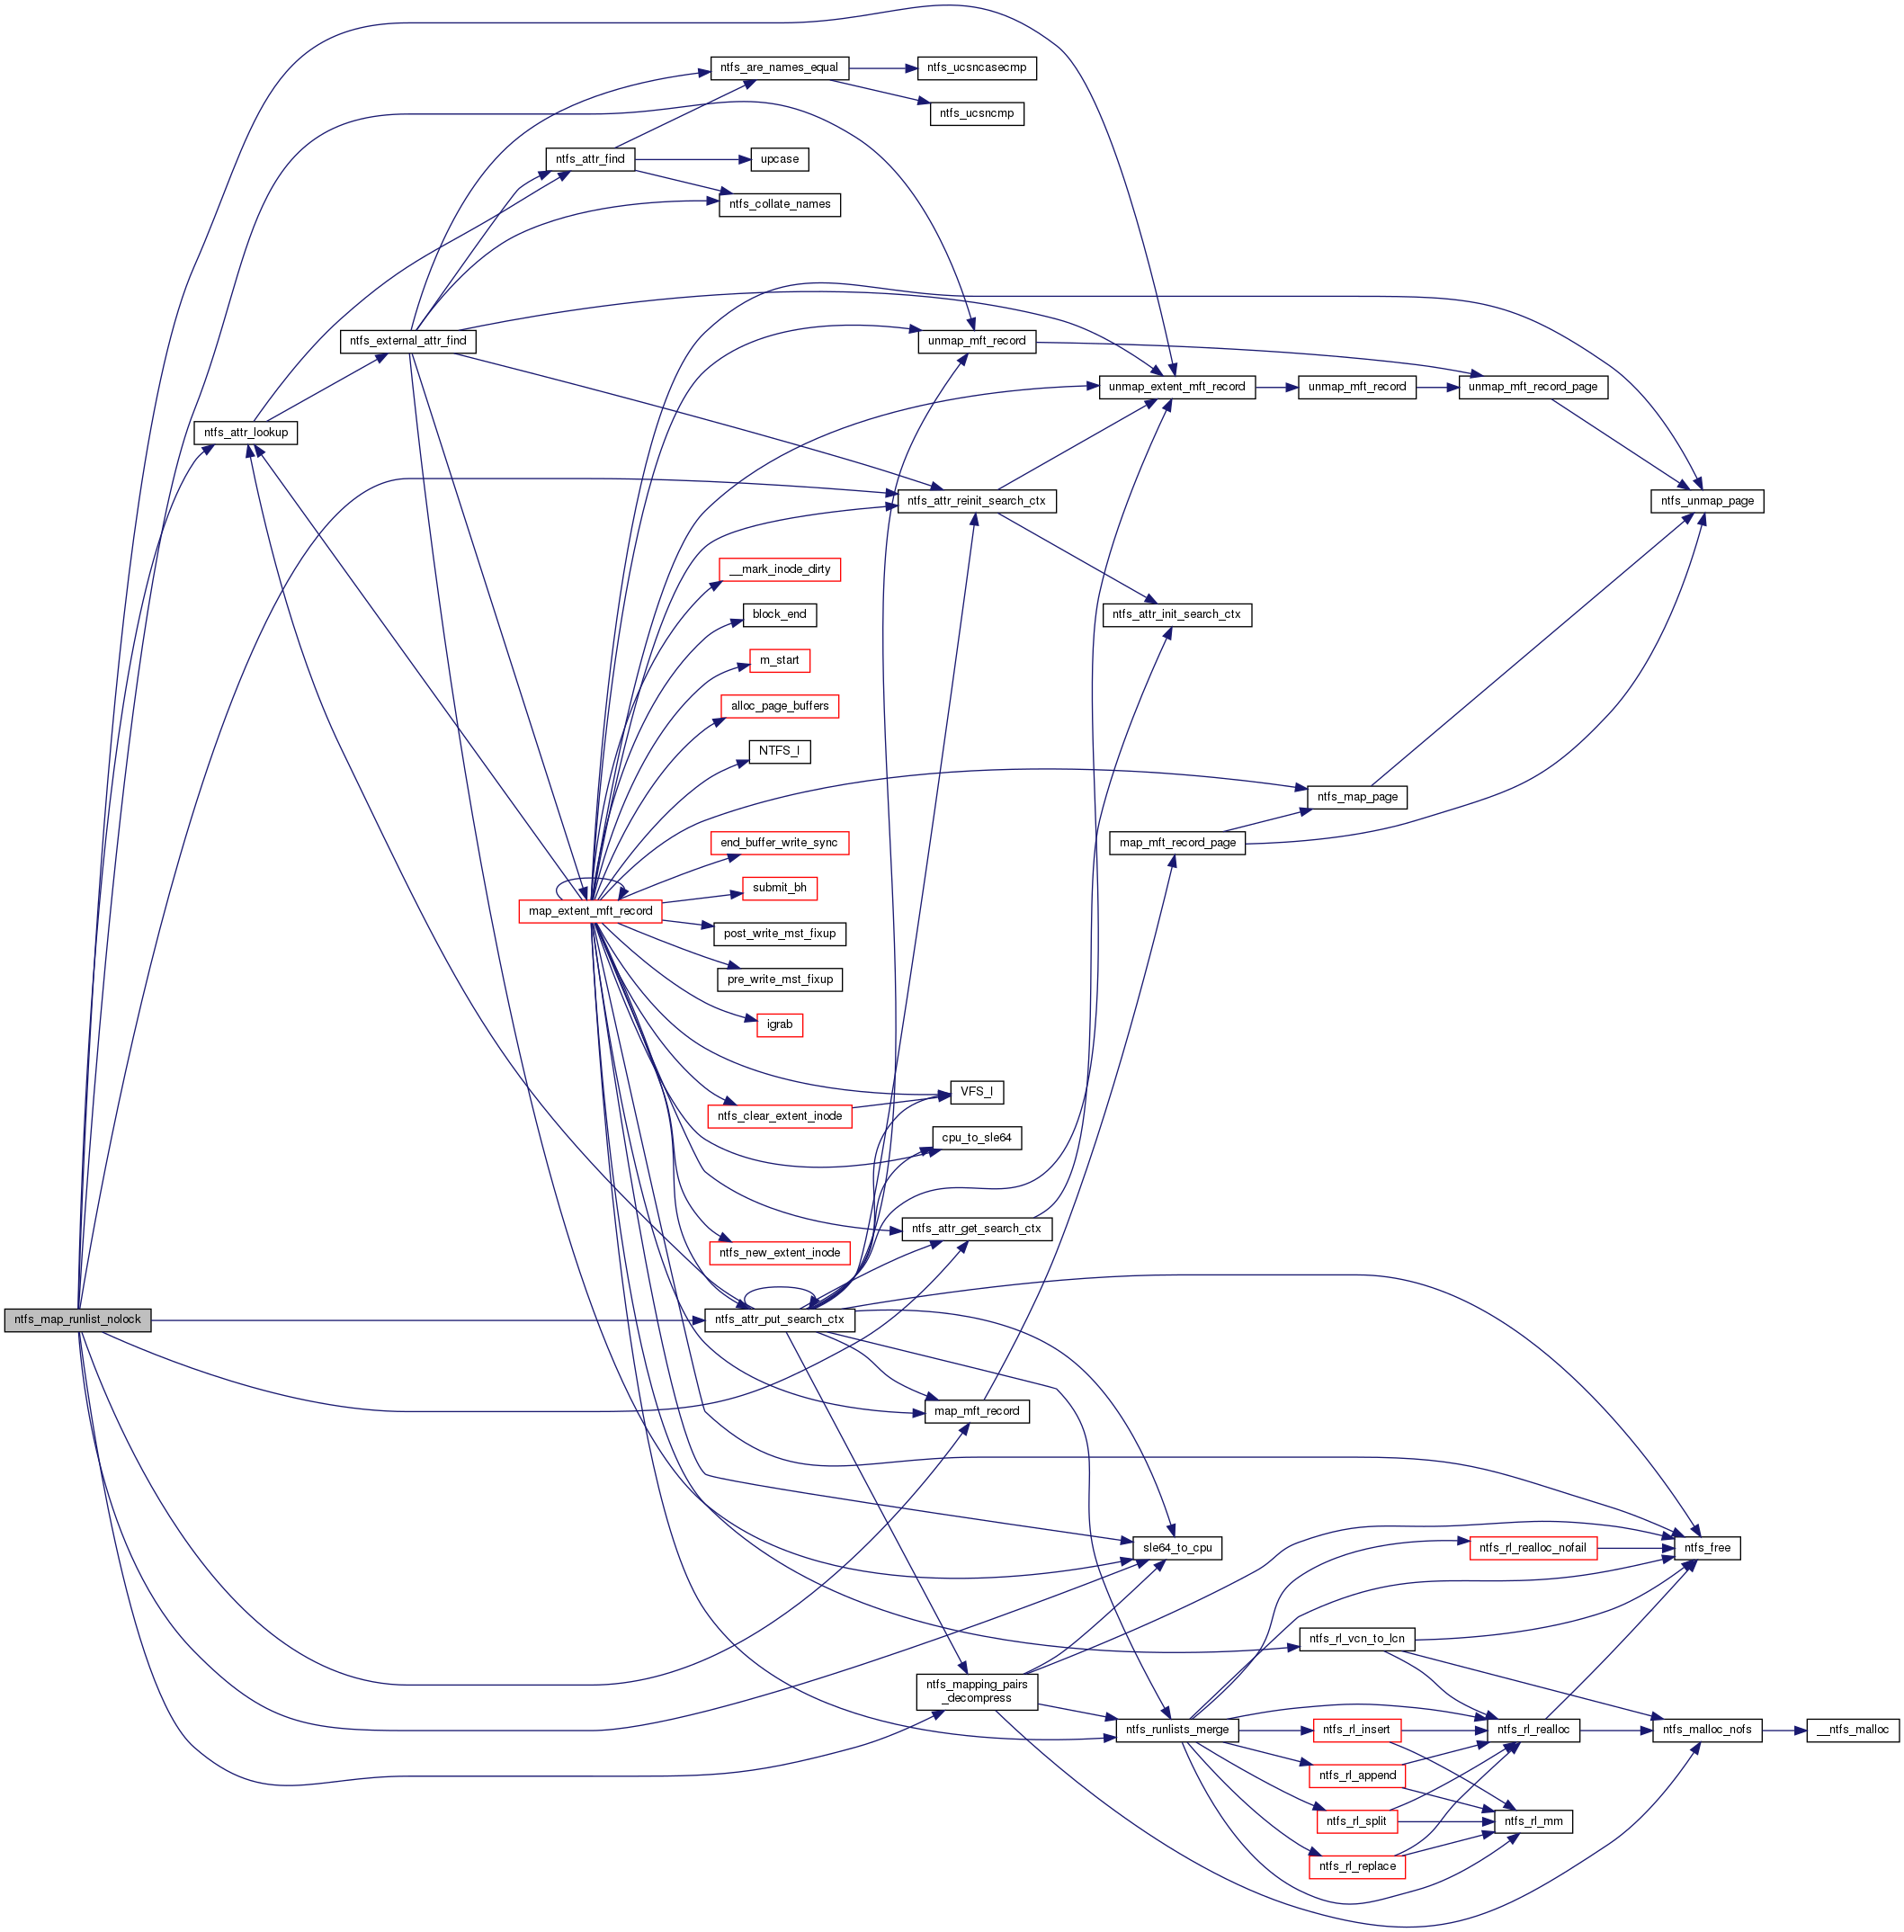 ntfs_are_names_equal
ntfs_ucsncasecmp
ntfs_ucsncmp
ntfs_attr_find
upcase
ntfs_collate_names
ntfs_external_attr_find
unmap_mft_record
unmap_extent_mft_record
unmap_mft_record
unmap_mft_record_page
ntfs_attr_lookup
ntfs_attr_reinit_search_ctx
ntfs_unmap_page
__mark_inode_dirty
block_end
ntfs_attr_init_search_ctx
m_start
alloc_page_buffers
NTFS_I
ntfs_map_page
end_buffer_write_sync
map_mft_record_page
submit_bh
map_extent_mft_record
post_write_mst_fixup
pre_write_mst_fixup
igrab
VFS_I
ntfs_clear_extent_inode
cpu_to_sle64
ntfs_attr_get_search_ctx
ntfs_new_extent_inode
ntfs_map_runlist_nolock
ntfs_attr_put_search_ctx
map_mft_record
sle64_to_cpu
ntfs_rl_realloc_nofail
ntfs_free
ntfs_rl_vcn_to_lcn
ntfs_mapping_pairs
_decompress
ntfs_runlists_merge
ntfs_rl_insert
ntfs_rl_realloc
ntfs_malloc_nofs
__ntfs_malloc
ntfs_rl_append
ntfs_rl_split
ntfs_rl_mm
ntfs_rl_replace